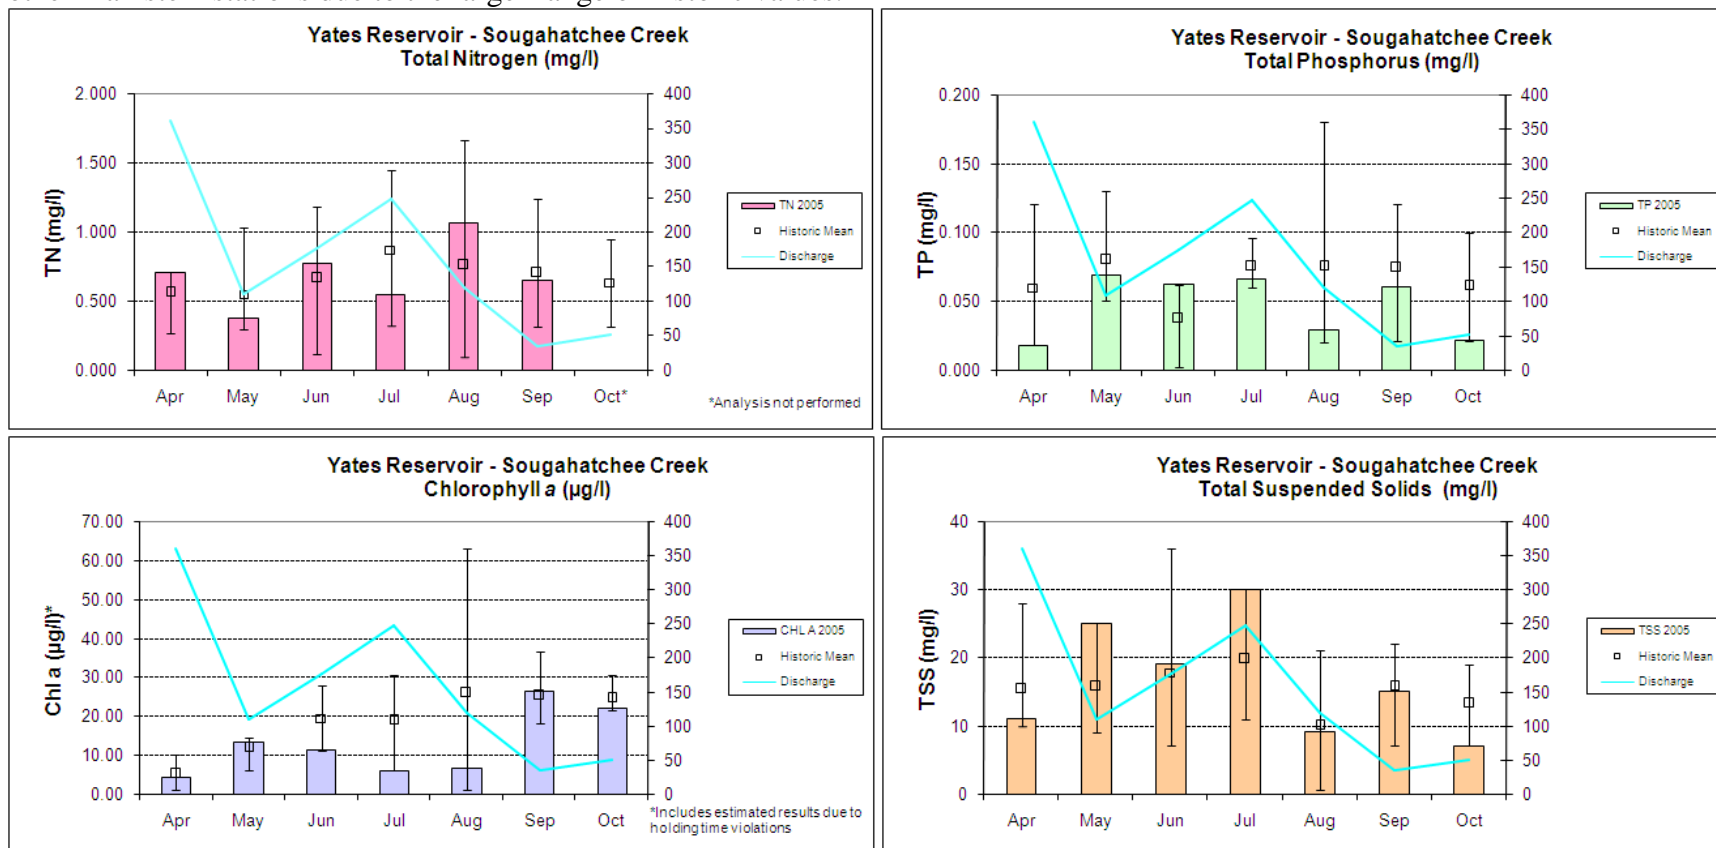 Yates Reservoir - Sougahatchee Creek
Total Nitrogen (mg/l)
2.000
1.500
1.000
0.500
0.000
TN (mg/l)
400
350
300
250
200
150
100
50
0
Apr May Jun Jul Aug Sep Oct*
TN 2005
Historic Mean
Discharge
*Analysis not performed
Yates Reservoir - Sougahatchee Creek
Total Phosphorus (mg/l)
0.200
0.150
0.100
0.050
0.000
TP (mg/l)
400
350
300
250
200
150
100
50
0
Apr May Jun Jul Aug Sep Oct
TP 2005
Historic Mean
Discharge
Yates Reservoir - Sougahatchee Creek
Chlorophyll a (µg/l)
70.00
60.00
50.00
40.00
30.00
20.00
10.00
0.00
Chl a (µg/l)*
400
350
300
250
200
150
100
50
0
Apr May Jun Jul Aug Sep Oct
CHL A 2005
Historic Mean
Discharge
*Includes estimated results due to
holding time violations
Yates Reservoir - Sougahatchee Creek
Total Suspended Solids (mg/l)
40
30
20
10
0
TSS (mg/l)
400
350
300
250
200
150
100
50
0
Apr May Jun Jul Aug Sep Oct
TSS 2005
Historic Mean
Discharge